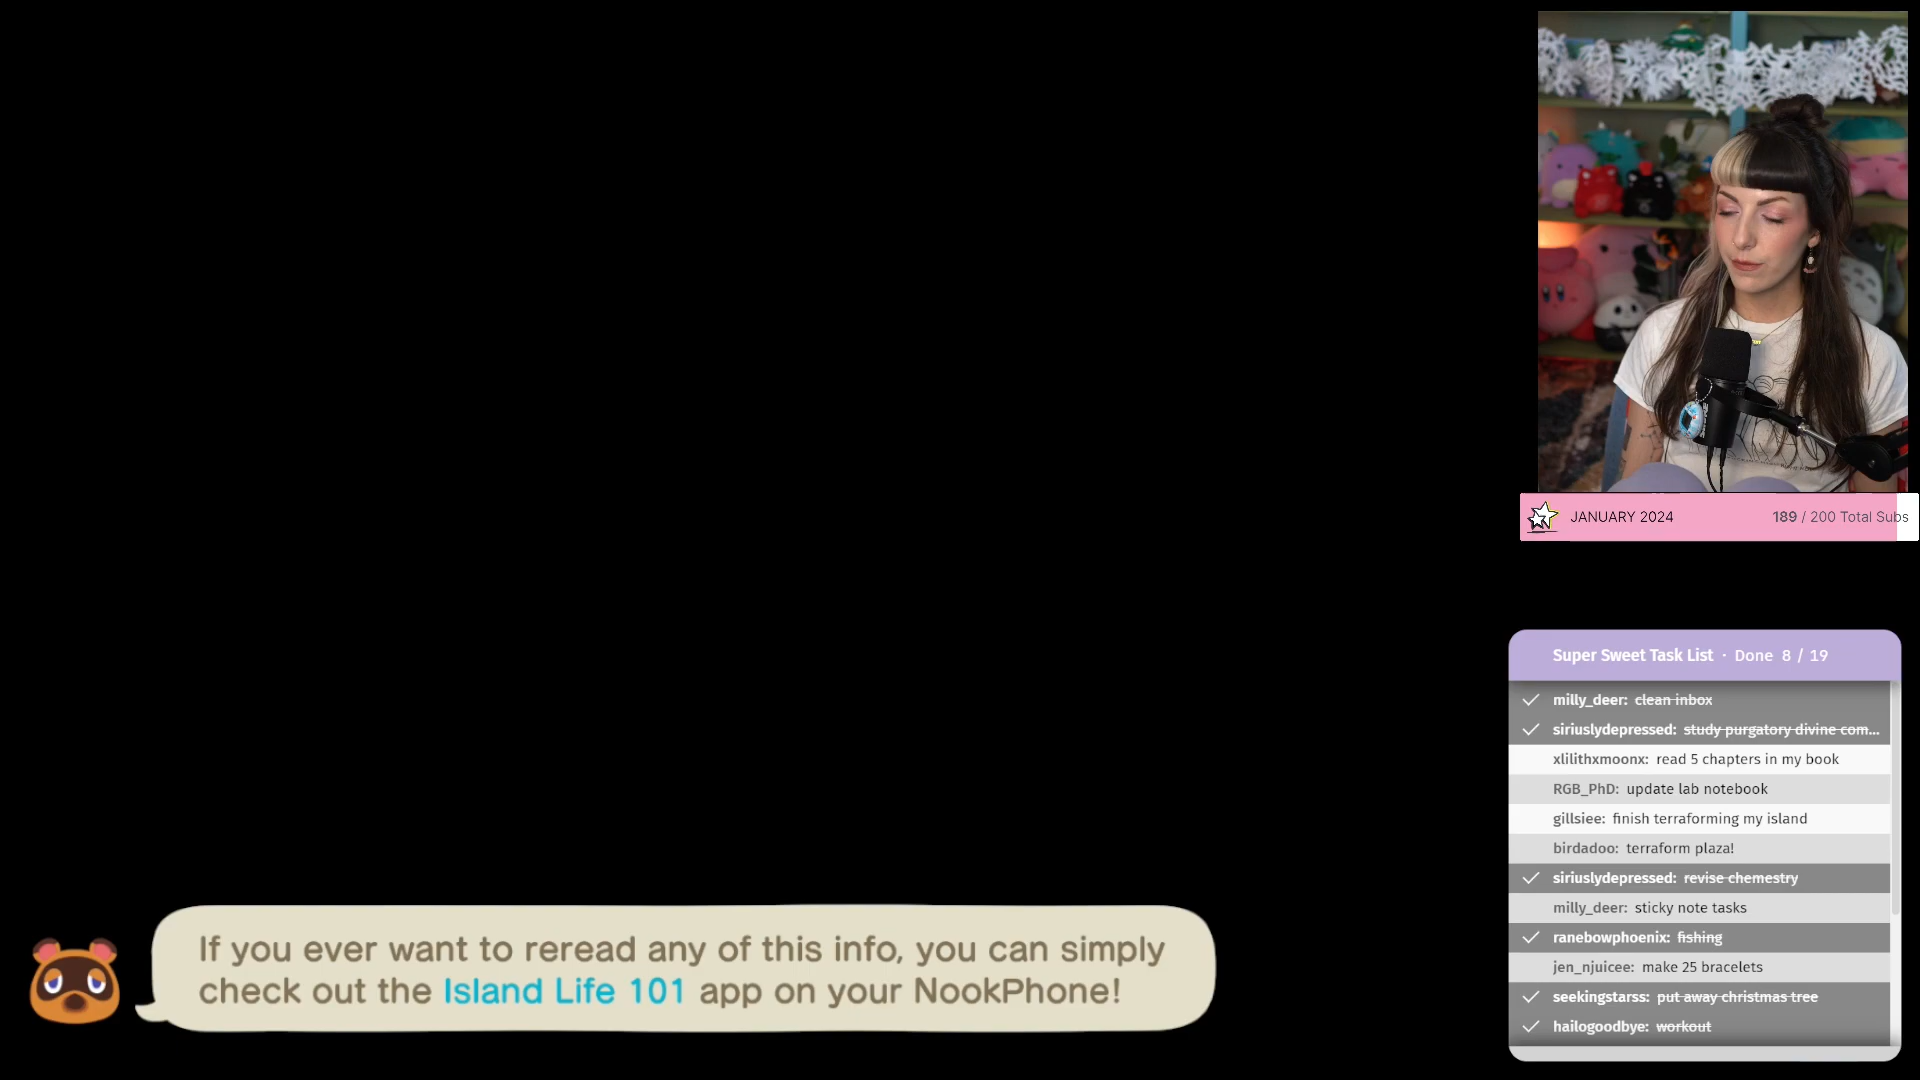 JANUARY 2024
189 / 200 Total Subs
Super Sweet Task List · Done 8 / 19
milly_deer: clean inbox
siriuslydepressed: study purgatory divine com...
xlilithxmoonx: read 5 chapters in my book
RGB_PhD: update lab notebook
gillsiee: finish terraforming my island
birdadoo: terraform plaza!
siriuslydepressed: revise chemestry
milly_deer: sticky note tasks
ranebowphoenix: fishing
jen_njuicee: make 25 bracelets
seekingstarss: put away christmas tree
hailogoodbye: workout
If you ever want to reread any of this info, you can simply
check out the Island Life 101 app on your NookPhone!